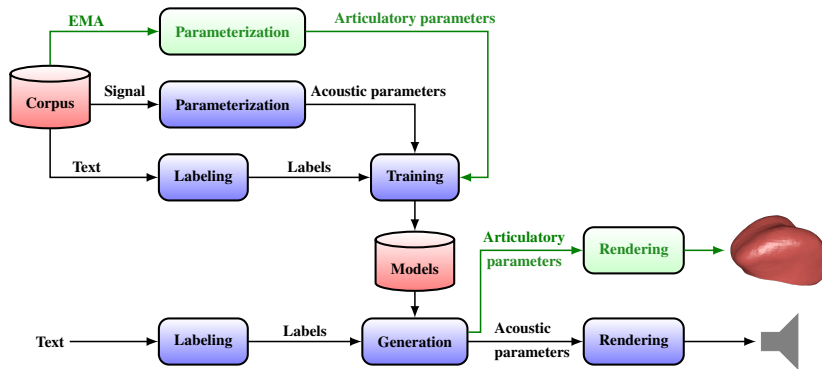 EMA
Parameterization
Articulatory parameters
Corpus
Signal
Parameterization
Acoustic parameters
Text
Labeling
Labels
Training
Models
Articulatory
parameters
Rendering
Text
Labeling
Labels
Generation
Acoustic
parameters
Rendering